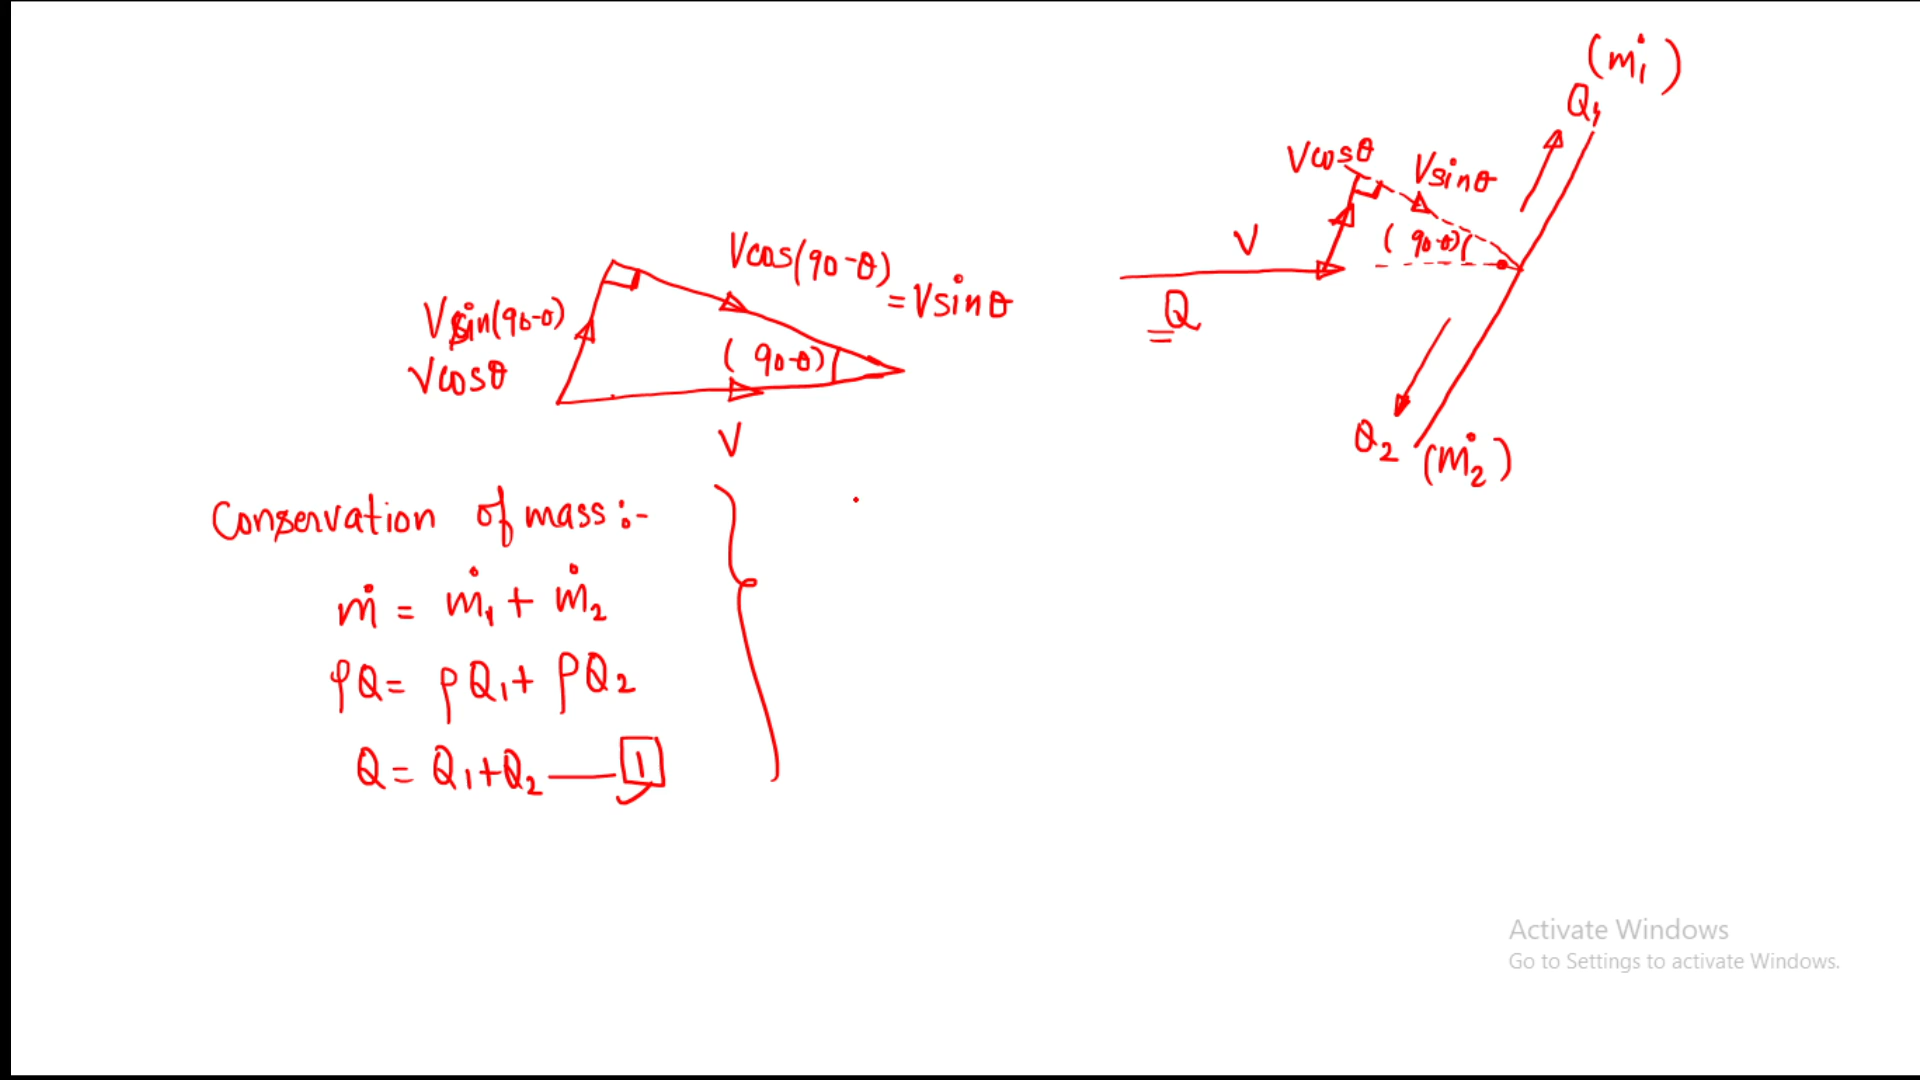 Vcos(90-θ)
=Vsinθ
Vsin(90-θ)
Vcosθ
(90-θ)
V
Conservation of mass:-
ṁ = ṁ₁ + ṁ₂
ρQ = ρQ₁ + ρQ₂
Q = Q₁+Q₂ — 1
(ṁ₁)
Q₁
Vcosθ
Vsinθ
V
(90-θ)
Q
Q₂ (ṁ₂)
Activate Windows
Go to Settings to activate Windows.